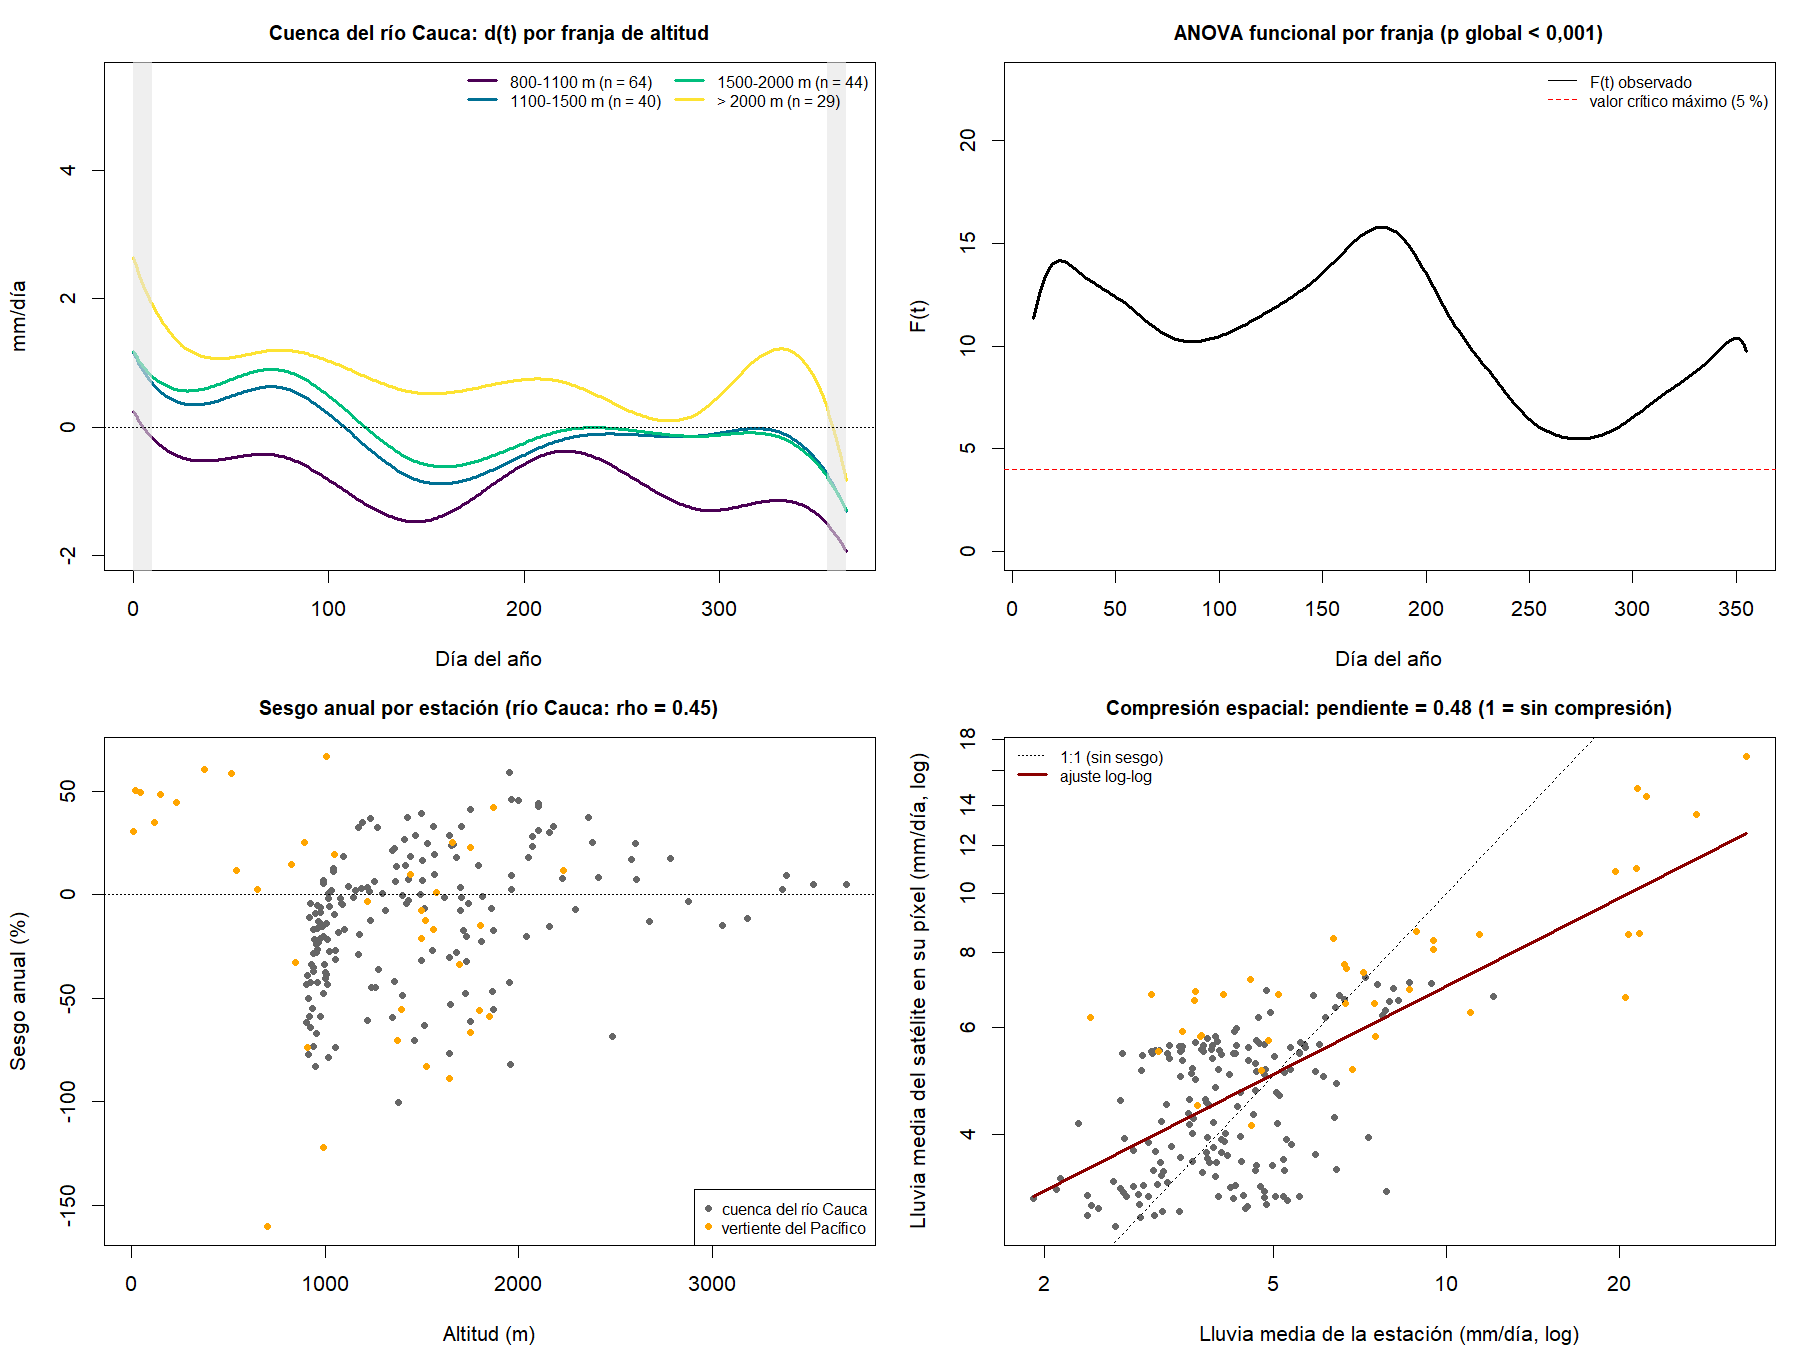 Cuenca del río Cauca: d(t) por franja de altitud
800-1100 m (n = 64)
1100-1500 m (n = 40)
1500-2000 m (n = 44)
> 2000 m (n = 29)
mm/día
4
2
0
-2
0 100 200 300
Día del año
ANOVA funcional por franja (p global < 0,001)
F(t) observado
valor crítico máximo (5 %)
F(t)
20
15
10
5
0
0 50 100 150 200 250 300 350
Día del año
Sesgo anual por estación (río Cauca: rho = 0.45)
Sesgo anual (%)
50
0
-50
-100
-150
cuenca del río Cauca
vertiente del Pacífico
0 1000 2000 3000
Altitud (m)
Compresión espacial: pendiente = 0.48 (1 = sin compresión)
1:1 (sin sesgo)
ajuste log-log
Lluvia media del satélite en su píxel (mm/día, log)
18
14
12
10
8
6
4
2 5 10 20
Lluvia media de la estación (mm/día, log)